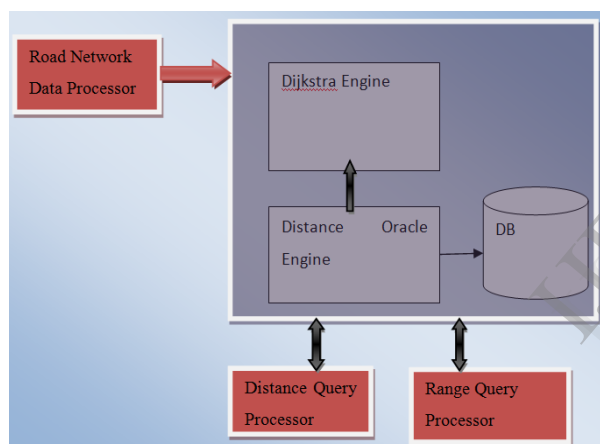 Road Network
Data Processor
Dijkstra Engine
Distance Oracle
Engine
DB
Distance Query
Processor
Range Query
Processor